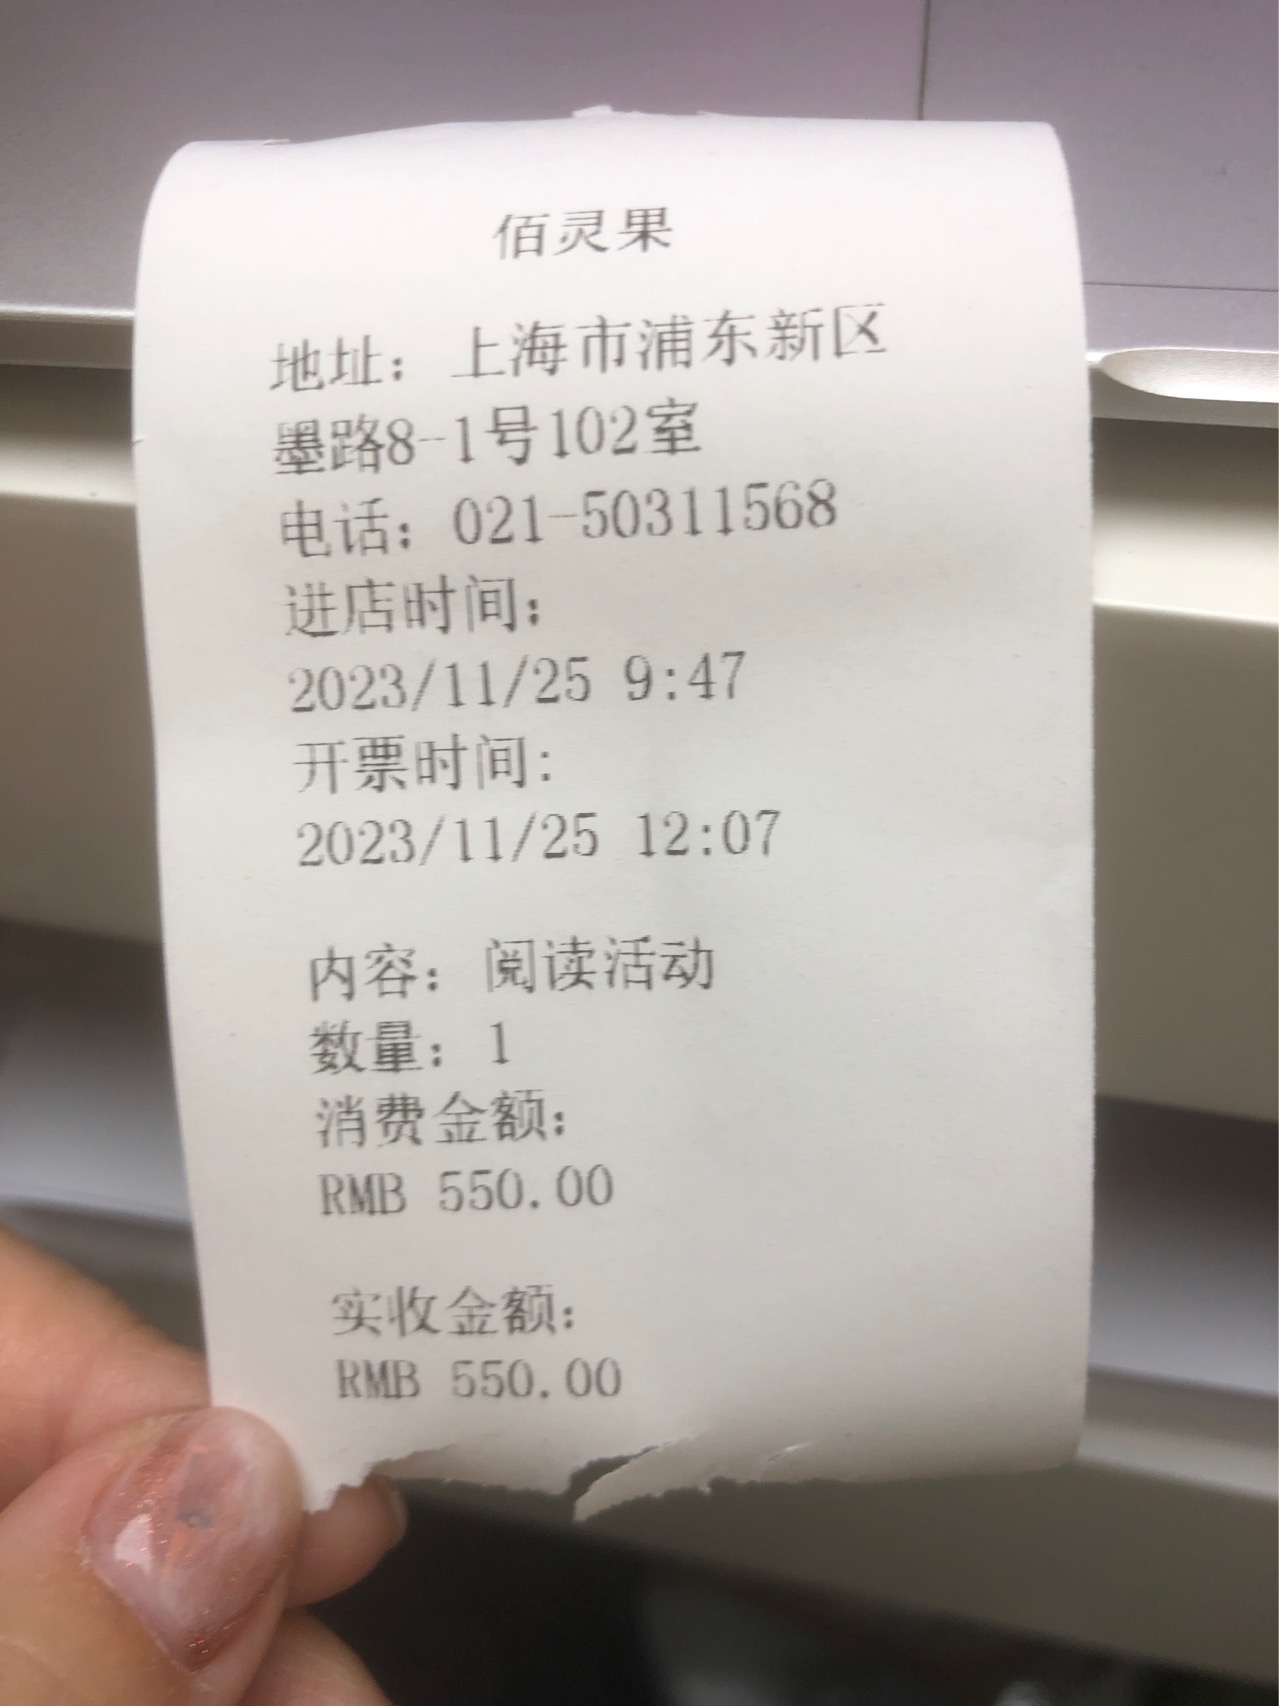 佰灵果
地址：上海市浦东新区
墨路8-1号102室
电话：021-50311568
进店时间：
2023/11/25 9:47
开票时间：
2023/11/25 12:07
内容：阅读活动
数量：1
消费金额：
RMB 550.00
实收金额：
RMB 550.00